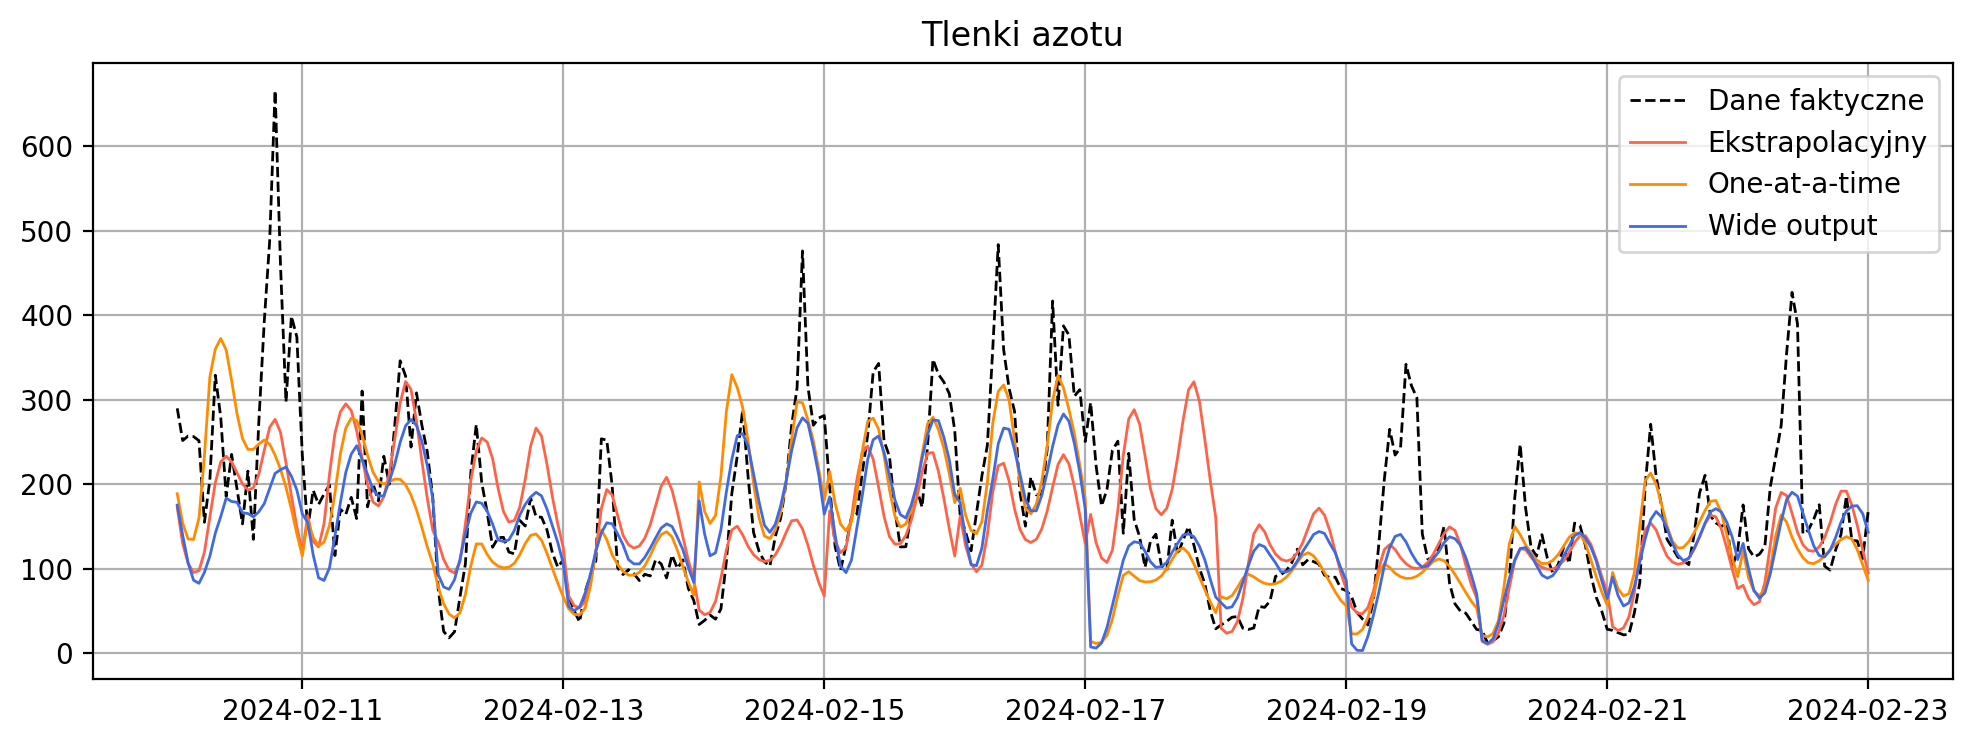 Tlenki azotu
Dane faktyczne
Ekstrapolacyjny
One-at-a-time
Wide output
600
500
400
300
200
100
0
2024-02-11
2024-02-13
2024-02-15
2024-02-17
2024-02-19
2024-02-21
2024-02-23